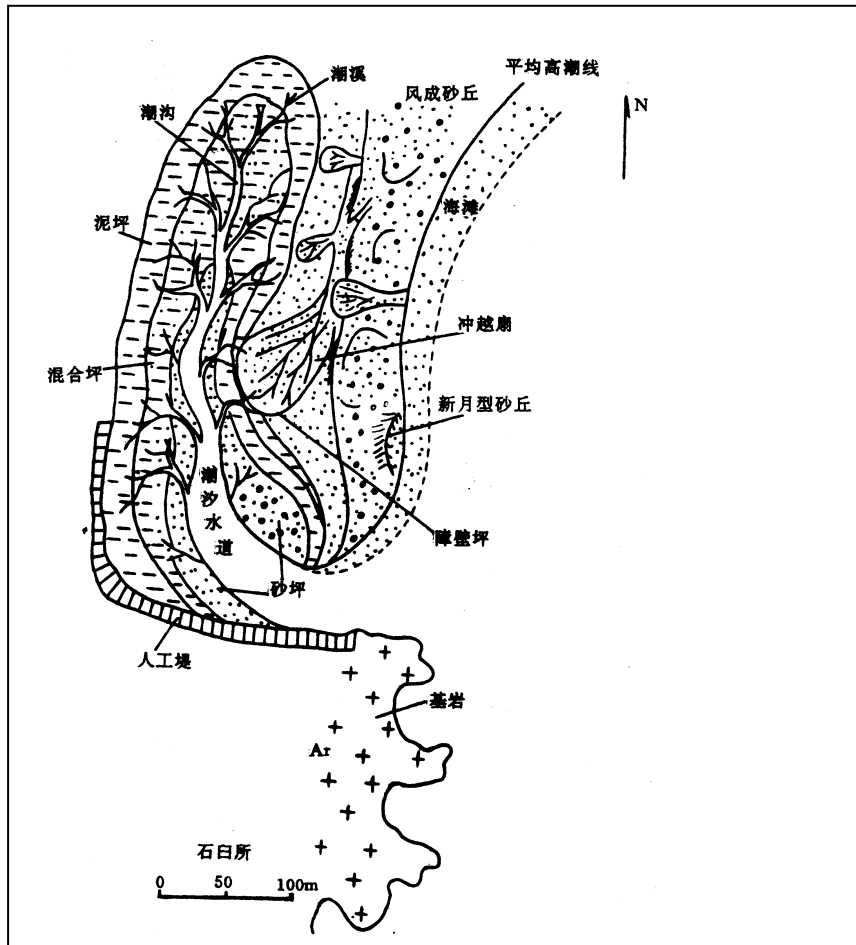 潮溪
平均高潮线
风成砂丘
N
潮沟
海滩
泥坪
冲越扇
混合坪
新月型砂丘
潮汐水道
障壁坪
砂坪
人工堤
基岩
Ar
石臼所
0 50 100m